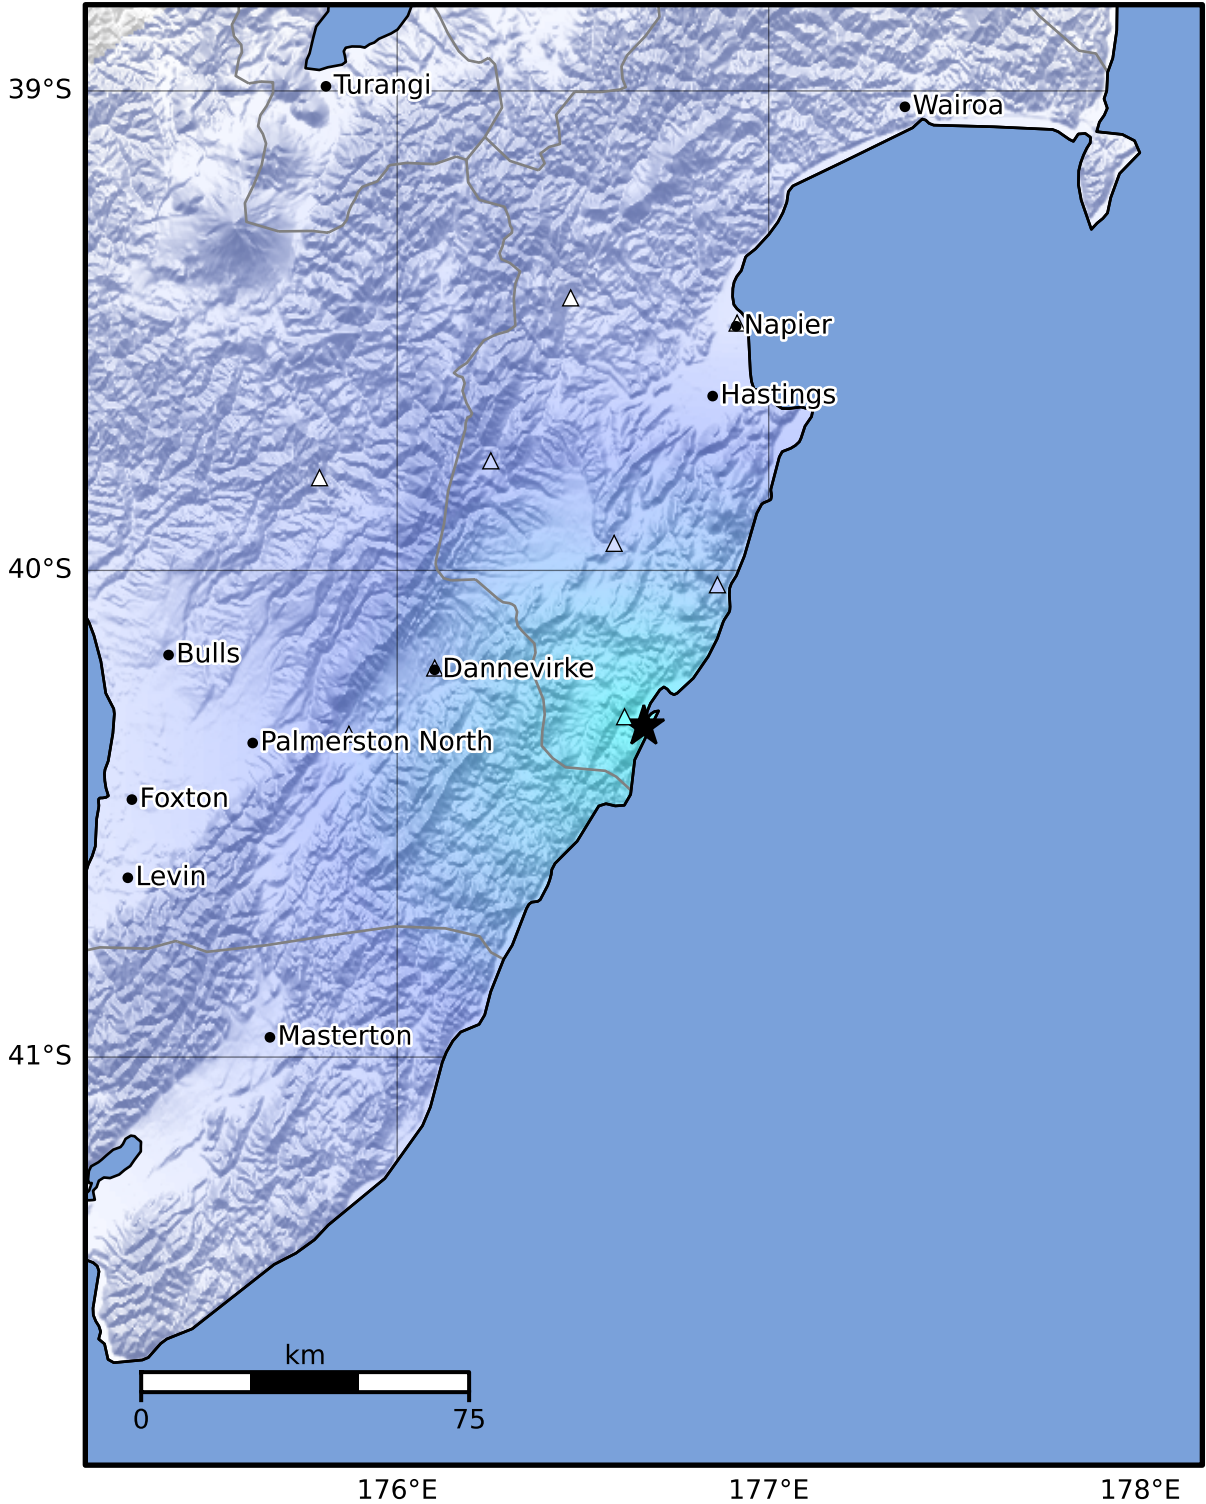 Turangi
39°S
Wairoa
Napier
Hastings
40°S
Bulls
Dannevirke
Palmerston North
Foxton
Levin
Masterton
41°S
km
0 75
176°E 177°E 178°E